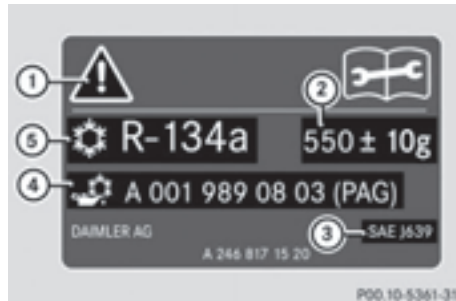 1
2
5 R-134a 550 ± 10g
4 A 001 989 08 03 (PAG)
DAIMLER AG 3 SAE J639
A 246 817 15 20
P00.10-5361-31